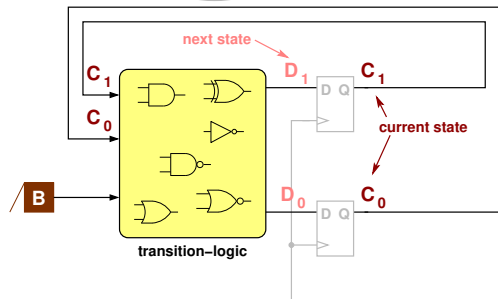 next state
D1
C1
D Q
C1
C0
current state
B
D0
C0
D Q
transition–logic